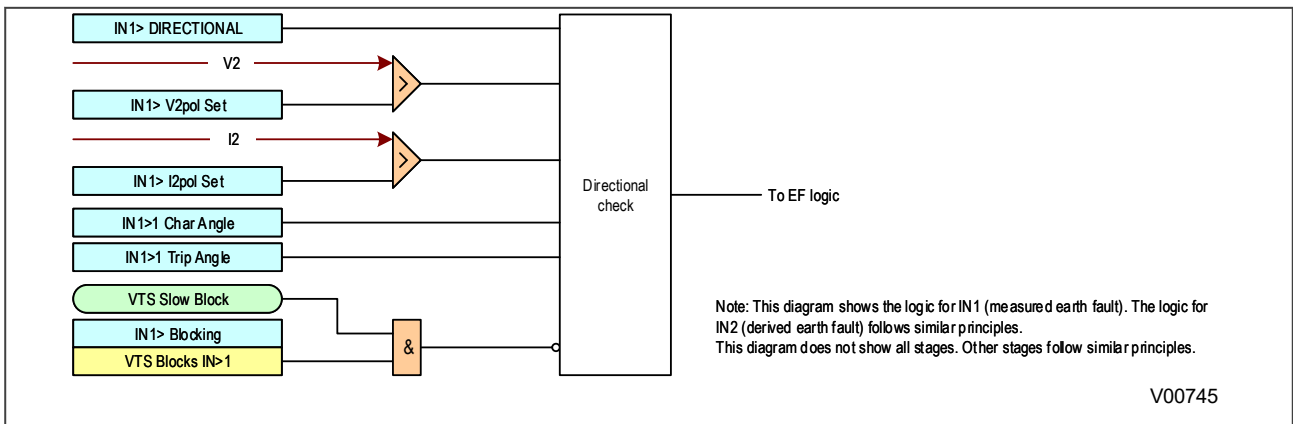 IN1> DIRECTIONAL
V2
>
IN1> V2pol Set
I2
>
IN1> I2pol Set
Directional
check
To EF logic
IN1>1 Char Angle
IN1>1 Trip Angle
VTS Slow Block
IN1> Blocking
VTS Blocks IN>1
&
Note: This diagram shows the logic for IN1 (measured earth fault). The logic for
IN2 (derived earth fault) follows similar principles.
This diagram does not show all stages. Other stages follow similar principles.
V00745